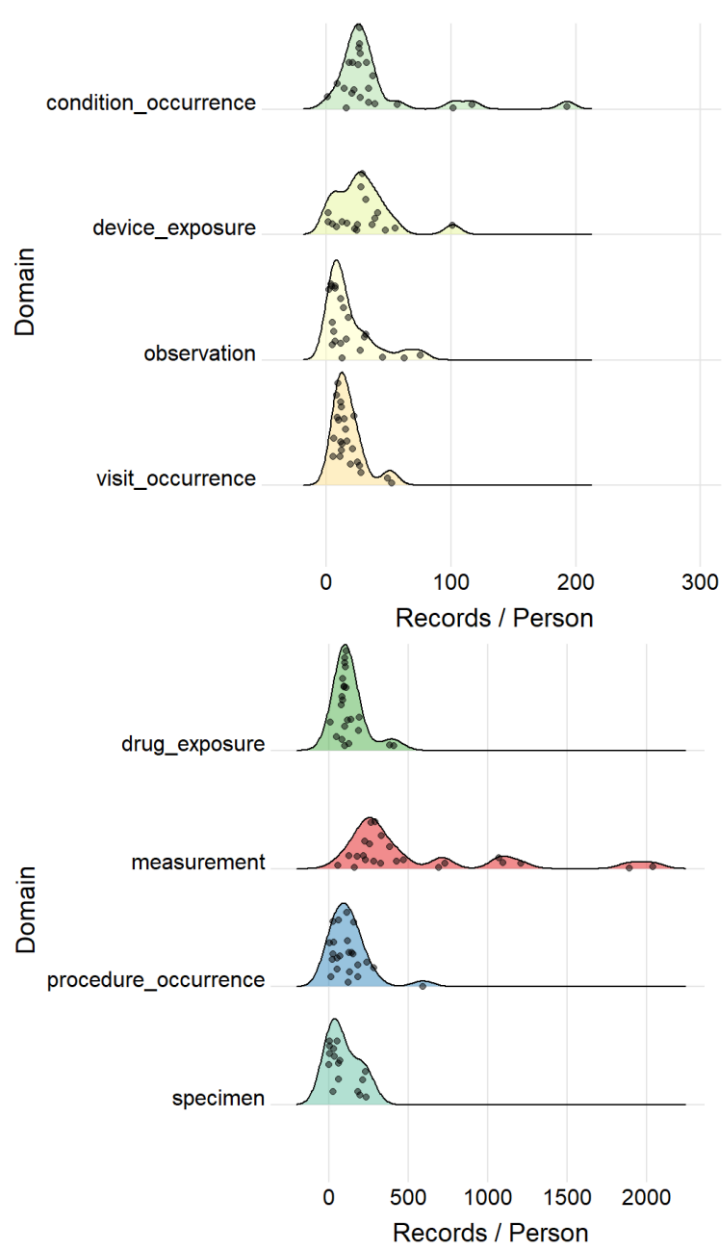 condition_occurrence
device_exposure
observation
visit_occurrence
Domain
0 100 200 300
Records / Person
drug_exposure
measurement
procedure_occurrence
specimen
Domain
0 500 1000 1500 2000
Records / Person